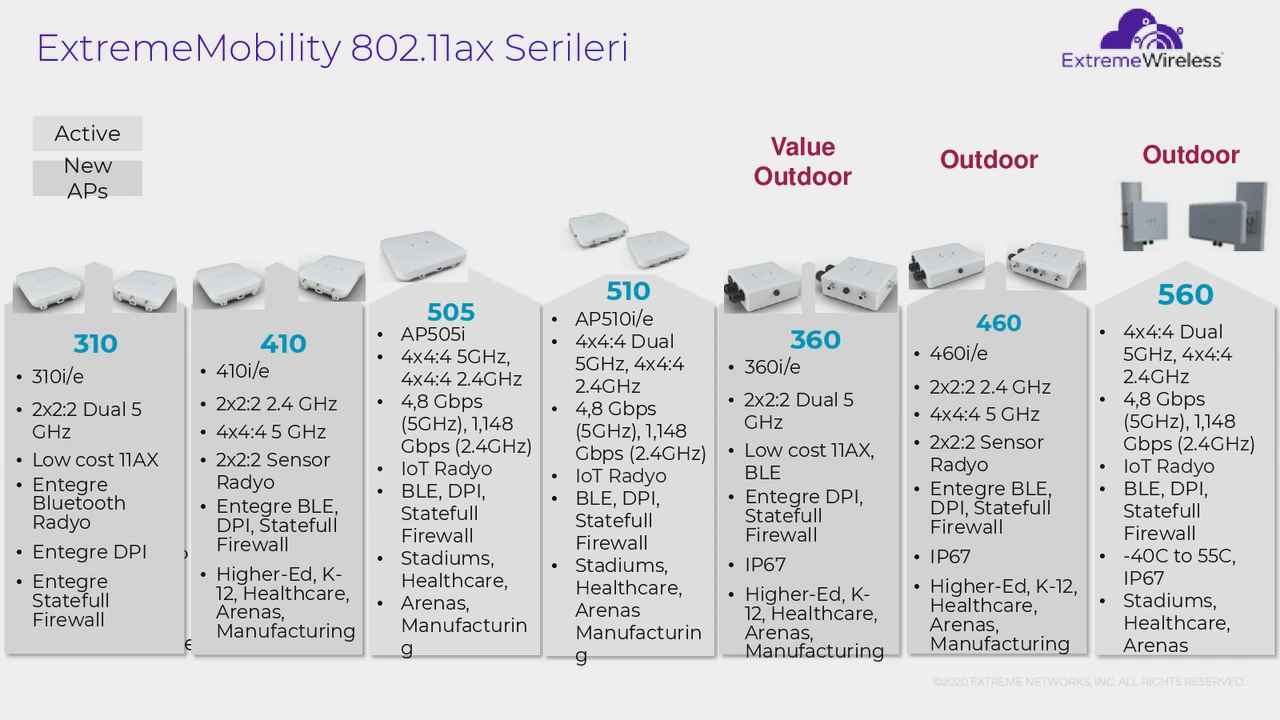 ExtremeMobility 802.11ax Serileri
ExtremeWireless
Active
New
APs
Value
Outdoor
Outdoor
Outdoor
310
• 310i/e
• 2x2:2 Dual 5
GHz
• Low cost 11AX
• Entegre
Bluetooth
Radyo
• Entegre DPI
• Entegre
Statefull
Firewall
410
• 410i/e
• 2x2:2 2.4 GHz
• 4x4:4 5 GHz
• 2x2:2 Sensor
Radyo
• Entegre BLE,
DPI, Statefull
Firewall
• Higher-Ed, K-
12, Healthcare,
Arenas,
Manufacturing
505
• AP505i
• 4x4:4 5GHz,
4x4:4 2.4GHz
• 4,8 Gbps
(5GHz), 1,148
Gbps (2.4GHz)
• IoT Radyo
• BLE, DPI,
Statefull
Firewall
• Stadiums,
Healthcare,
• Arenas,
Manufacturin
g
510
• AP510i/e
• 4x4:4 Dual
5GHz, 4x4:4
2.4GHz
• 4,8 Gbps
(5GHz), 1,148
Gbps (2.4GHz)
• IoT Radyo
• BLE, DPI,
Statefull
Firewall
• Stadiums,
Healthcare,
Arenas
Manufacturin
g
360
• 360i/e
• 2x2:2 Dual 5
GHz
• Low cost 11AX,
BLE
• Entegre DPI,
Statefull
Firewall
• IP67
• Higher-Ed, K-
12, Healthcare,
Arenas,
Manufacturing
460
• 460i/e
• 2x2:2 2.4GHz
• 4x4:4 5 GHz
• 2x2:2 Sensor
Radyo
• Entegre BLE,
DPI, Statefull
Firewall
• IP67
• Higher-Ed, K-12,
Healthcare,
Arenas,
Manufacturing
560
• 4x4:4 Dual
5GHz, 4x4:4
2.4GHz
• 4,8 Gbps
(5GHz), 1,148
Gbps (2.4GHz)
• IoT Radyo
• BLE, DPI,
Statefull
Firewall
• -40C to 55C,
IP67
• Stadiums,
Healthcare,
Arenas
©2020 EXTREME NETWORKS, INC. ALL RIGHTS RESERVED.